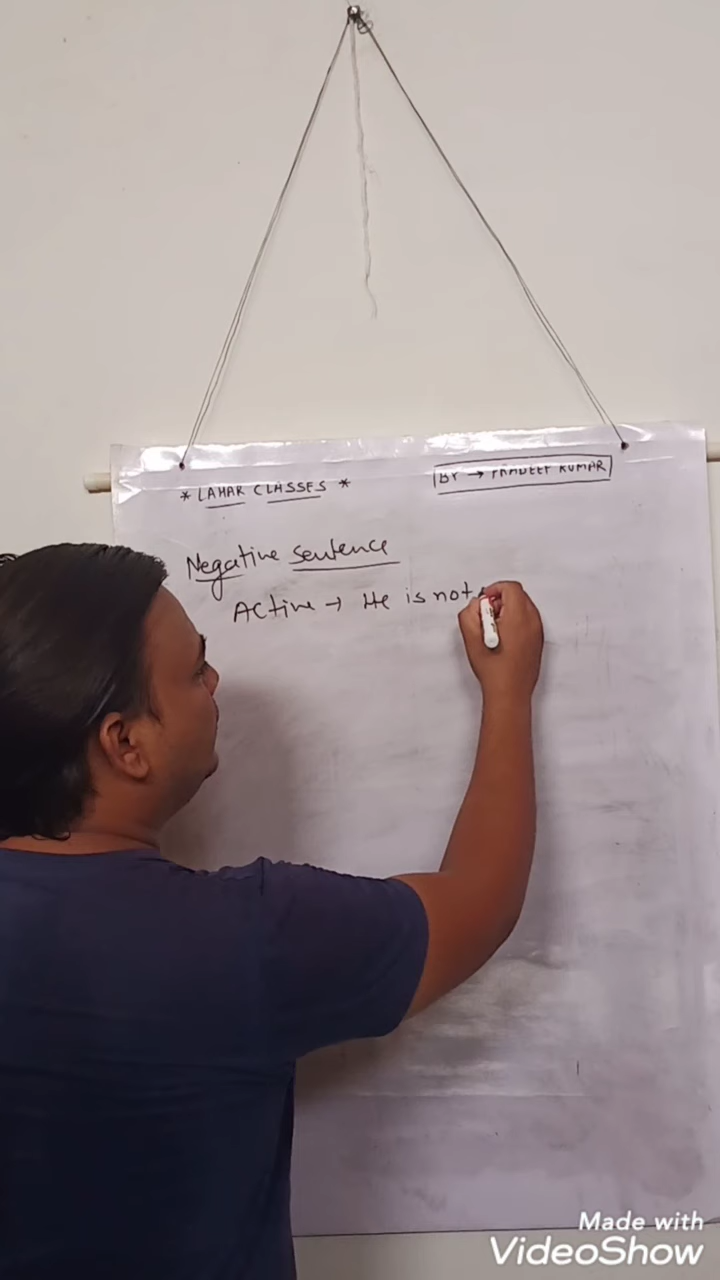 * LAHAR CLASSES *
BY → PRADEEP KUMAR
Negative sentence
Active → He is not
Made with
VideoShow